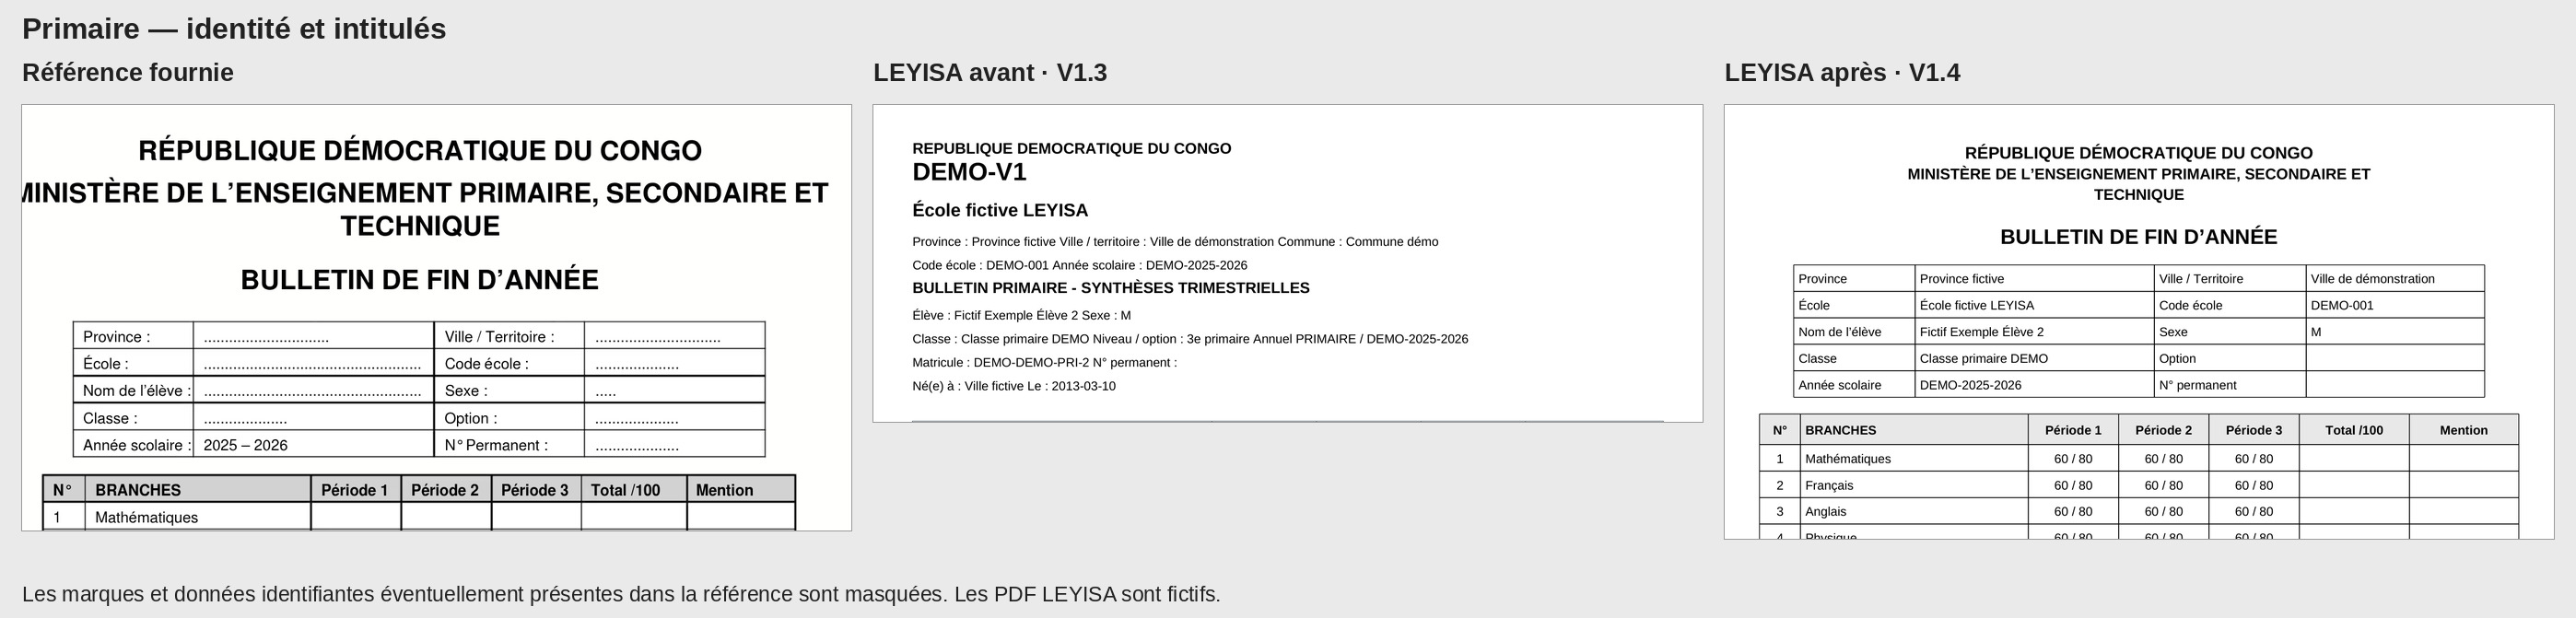 Primaire — identité et intitulés
Référence fournie
RÉPUBLIQUE DÉMOCRATIQUE DU CONGO
MINISTÈRE DE L’ENSEIGNEMENT PRIMAIRE, SECONDAIRE ET
TECHNIQUE
BULLETIN DE FIN D’ANNÉE
Province : .............................. Ville / Territoire : ..............................
École : .................................................... Code école : ....................
Nom de l’élève : .................................................... Sexe : .....
Classe : .................... Option : ....................
Année scolaire : 2025 – 2026 N° Permanent : ....................
N° BRANCHES Période 1 Période 2 Période 3 Total /100 Mention
1 Mathématiques
LEYISA avant · V1.3
REPUBLIQUE DEMOCRATIQUE DU CONGO
DEMO-V1
École fictive LEYISA
Province : Province fictive Ville / territoire : Ville de démonstration Commune : Commune démo
Code école : DEMO-001 Année scolaire : DEMO-2025-2026
BULLETIN PRIMAIRE - SYNTHÈSES TRIMESTRIELLES
Élève : Fictif Exemple Élève 2 Sexe : M
Classe : Classe primaire DEMO Niveau / option : 3e primaire Annuel PRIMAIRE / DEMO-2025-2026
Matricule : DEMO-DEMO-PRI-2 N° permanent :
Né(e) à : Ville fictive Le : 2013-03-10
LEYISA après · V1.4
RÉPUBLIQUE DÉMOCRATIQUE DU CONGO
MINISTÈRE DE L’ENSEIGNEMENT PRIMAIRE, SECONDAIRE ET
TECHNIQUE
BULLETIN DE FIN D’ANNÉE
Province Province fictive Ville / Territoire Ville de démonstration
École École fictive LEYISA Code école DEMO-001
Nom de l’élève Fictif Exemple Élève 2 Sexe M
Classe Classe primaire DEMO Option
Année scolaire DEMO-2025-2026 N° permanent
N° BRANCHES Période 1 Période 2 Période 3 Total /100 Mention
1 Mathématiques 60 / 80 60 / 80 60 / 80
2 Français 60 / 80 60 / 80 60 / 80
3 Anglais 60 / 80 60 / 80 60 / 80
4 Physique 60 / 80 60 / 80 60 / 80
Les marques et données identifiantes éventuellement présentes dans la référence sont masquées. Les PDF LEYISA sont fictifs.